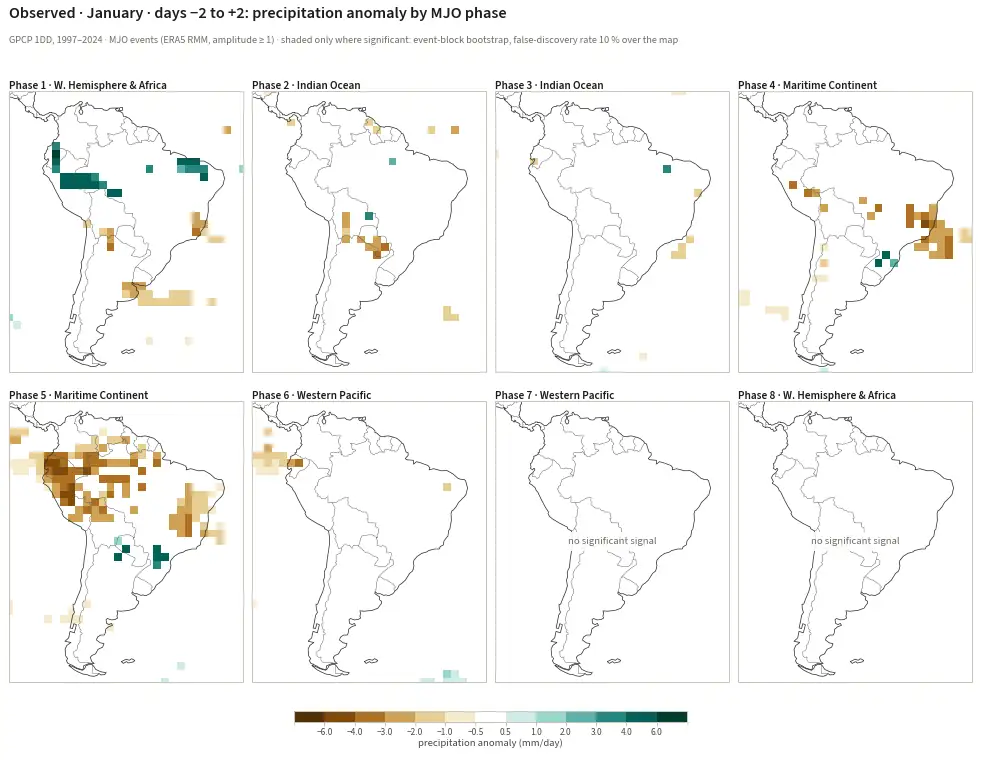 Observed · January · days −2 to +2: precipitation anomaly by MJO phase
GPCP 1DD, 1997–2024 · MJO events (ERA5 RMM, amplitude ≥ 1) · shaded only where significant: event-block bootstrap, false-discovery rate 10 % over the map
Phase 1 · W. Hemisphere & Africa
Phase 2 · Indian Ocean
Phase 3 · Indian Ocean
Phase 4 · Maritime Continent
Phase 5 · Maritime Continent
Phase 6 · Western Pacific
Phase 7 · Western Pacific
Phase 8 · W. Hemisphere & Africa
no significant signal
no significant signal
−6.0 −4.0 −3.0 −2.0 −1.0 −0.5 0.5 1.0 2.0 3.0 4.0 6.0
precipitation anomaly (mm/day)